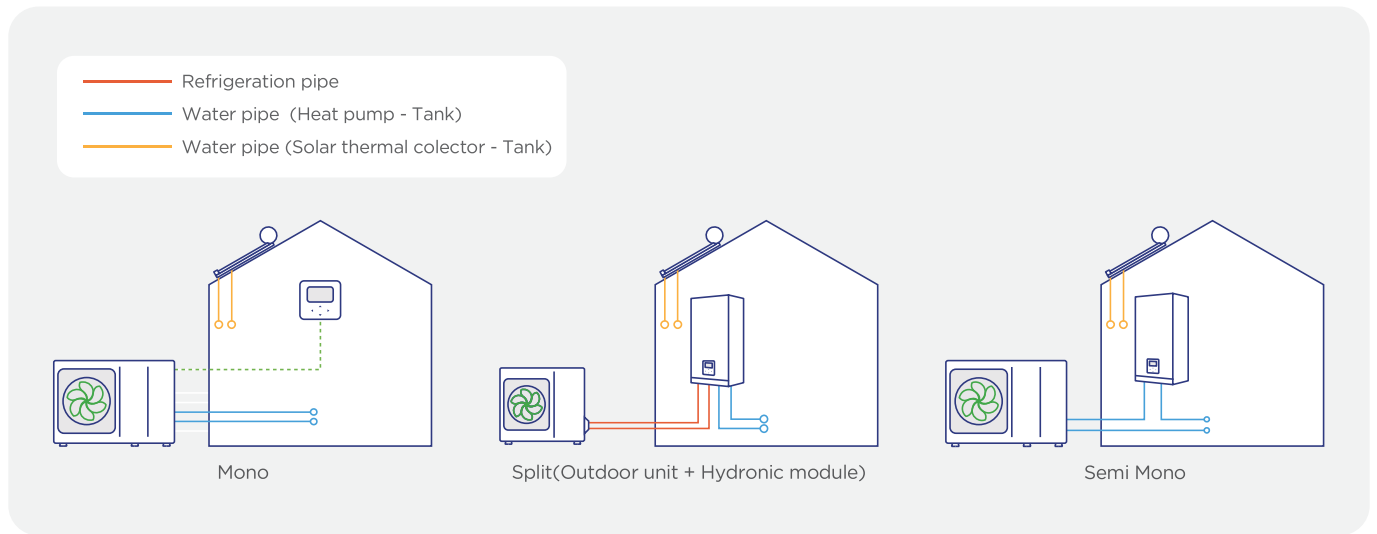 Refrigeration pipe
Water pipe  (Heat pump - Tank)
Water pipe (Solar thermal colector - Tank)
Mono
Split(Outdoor unit + Hydronic module)
Semi Mono